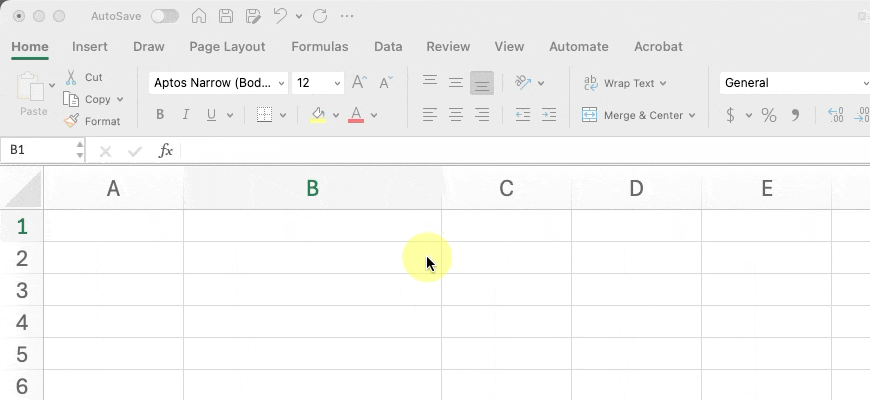 AutoSave
Home Insert Draw Page Layout Formulas Data Review View Automate Acrobat
Paste Cut Copy Format
Aptos Narrow (Bod... 12 A A Wrap Text General
B I U A Merge & Center $ % 9
B1 fx
A B C D E
1
2
3
4
5
6